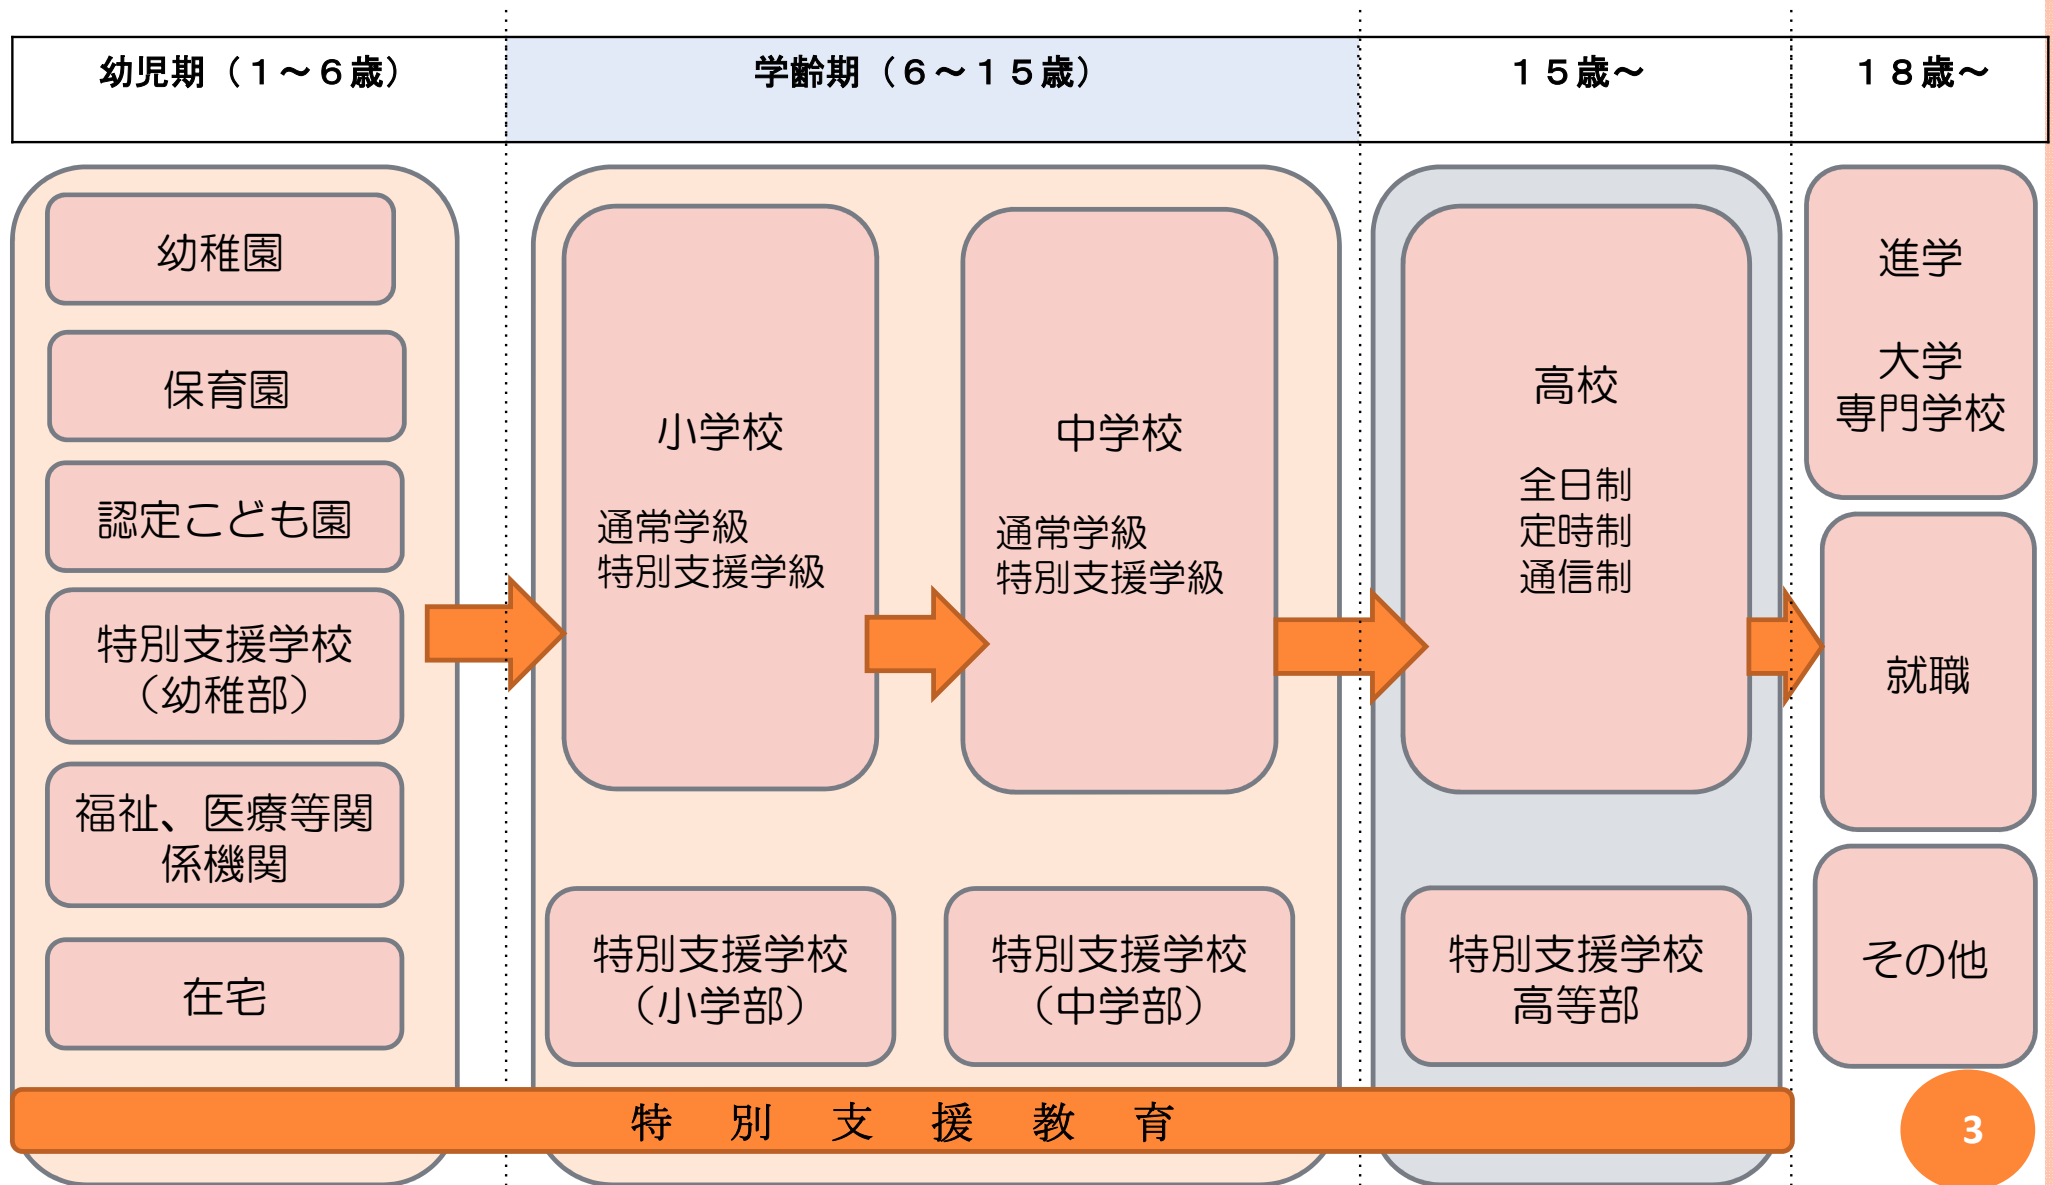 幼児期（１～６歳）
学齢期（６～１５歳）
１５歳～
１８歳～
幼稚園
保育園
認定こども園
特別支援学校
（幼稚部）
福祉、医療等関
係機関
在宅
小学校
通常学級
特別支援学級
中学校
通常学級
特別支援学級
特別支援学校
（小学部）
特別支援学校
（中学部）
高校
全日制
定時制
通信制
特別支援学校
高等部
進学
大学
専門学校
就職
その他
特別支援教育
3